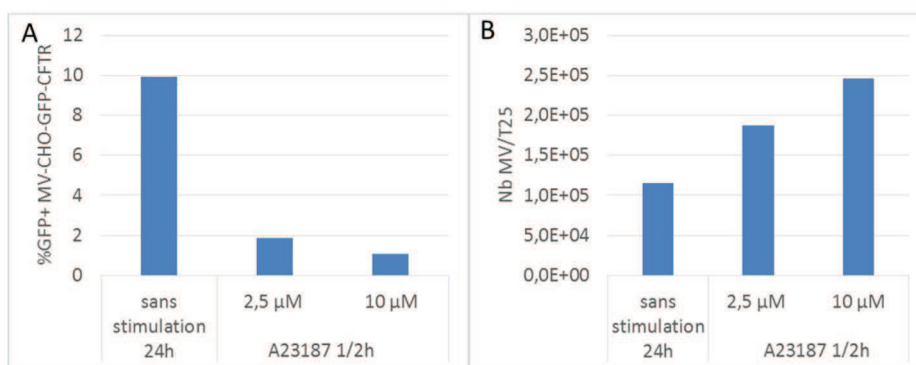 A
%GFP+ MV-CHO-GFP-CFTR
12
10
8
6
4
2
0
sans
stimulation
24h
2,5 µM
10 µM
A23187 1/2h
B
Nb MV/T25
3,0E+05
2,5E+05
2,0E+05
1,5E+05
1,0E+05
5,0E+04
0,0E+00
sans
stimulation
24h
2,5 µM
10 µM
A23187 1/2h